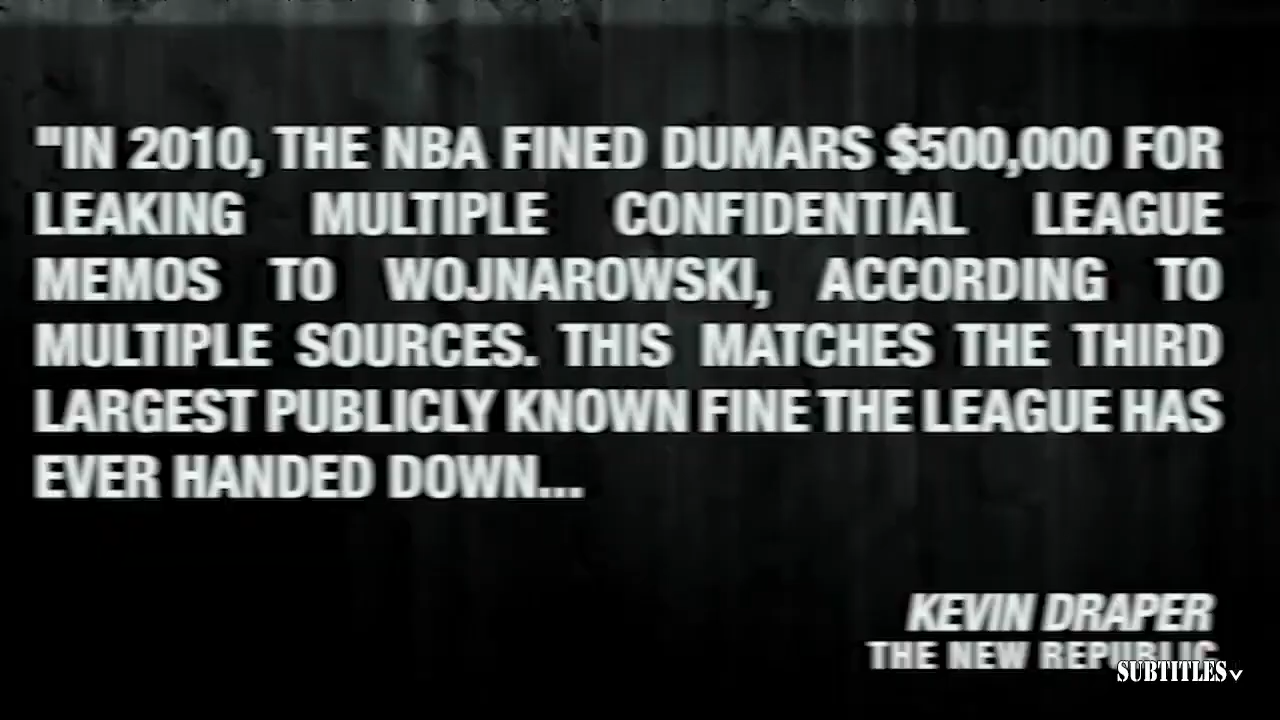 "IN 2010, THE NBA FINED DUMARS $500,000 FOR
LEAKING MULTIPLE CONFIDENTIAL LEAGUE
MEMOS TO WOJNAROWSKI, ACCORDING TO
MULTIPLE SOURCES. THIS MATCHES THE THIRD
LARGEST PUBLICLY KNOWN FINE THE LEAGUE HAS
EVER HANDED DOWN...
KEVIN DRAPER
THE NEW REPUBLIC
SUBTITLES